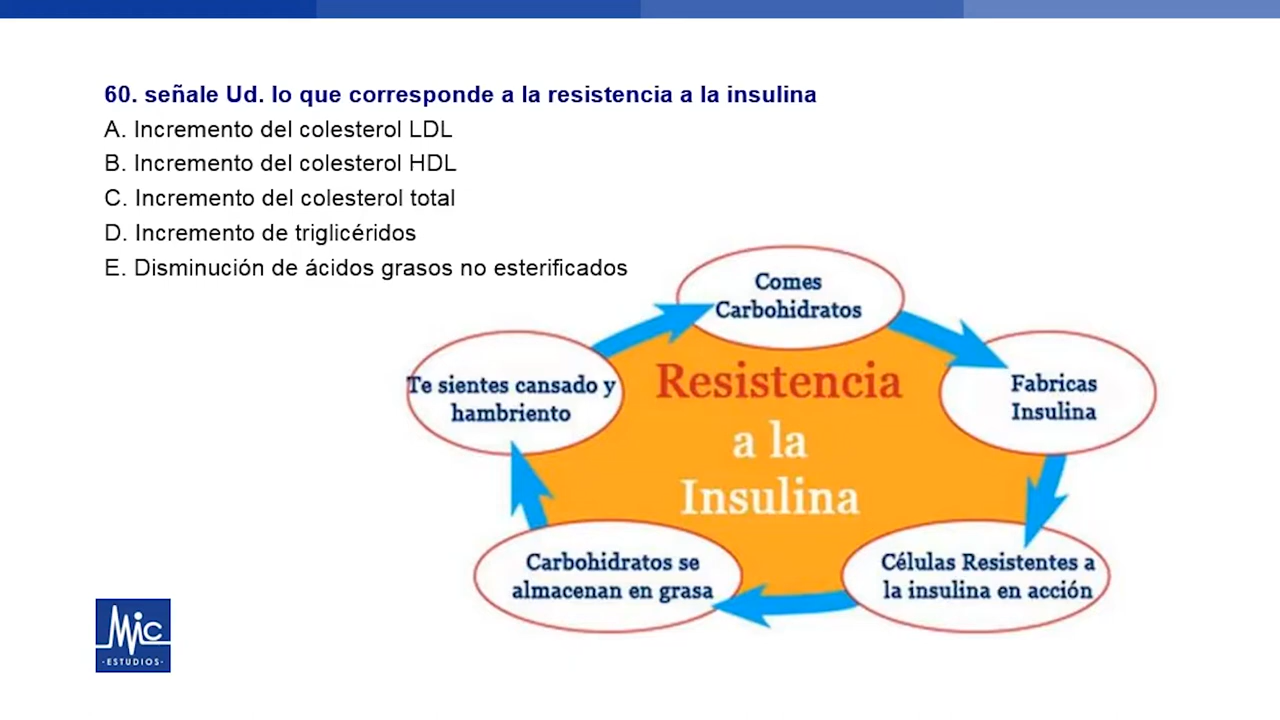 60. señale Ud. lo que corresponde a la resistencia a la insulina
A. Incremento del colesterol LDL
B. Incremento del colesterol HDL
C. Incremento del colesterol total
D. Incremento de triglicéridos
E. Disminución de ácidos grasos no esterificados
Comes
Carbohidratos
Te sientes cansado y
hambriento
Resistencia
a la
Insulina
Fabricas
Insulina
Carbohidratos se
almacenan en grasa
Células Resistentes a
la insulina en acción
Mic
·ESTUDIOS·